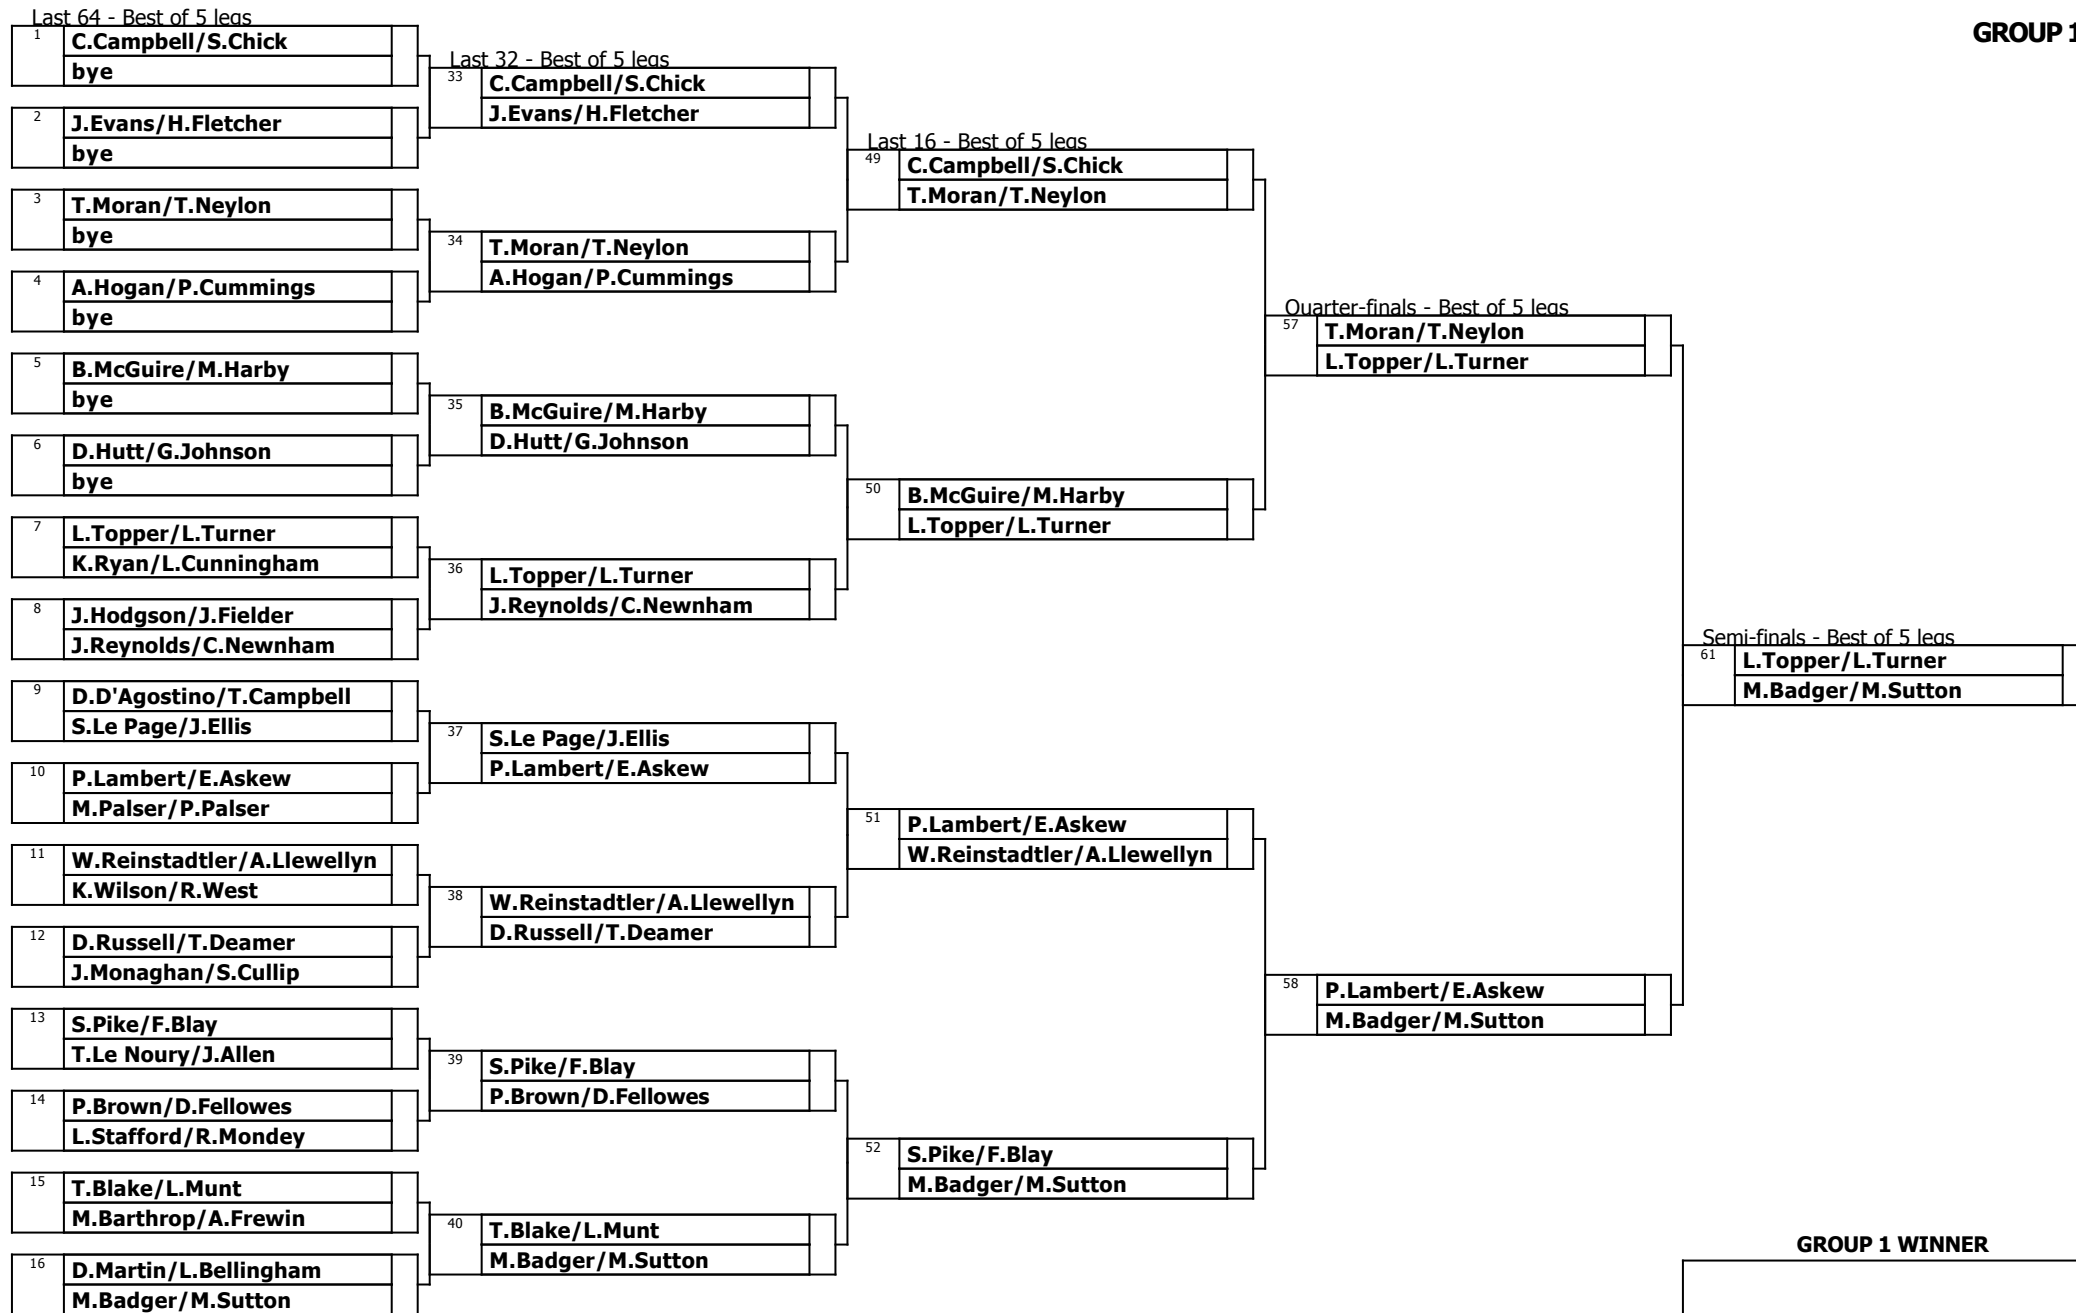 Last 64 - Best of 5 legs
GROUP 1
1
C.Campbell/S.Chick
bye
2
J.Evans/H.Fletcher
bye
3
T.Moran/T.Neylon
bye
4
A.Hogan/P.Cummings
bye
5
B.McGuire/M.Harby
bye
6
D.Hutt/G.Johnson
bye
7
L.Topper/L.Turner
K.Ryan/L.Cunningham
8
J.Hodgson/J.Fielder
J.Reynolds/C.Newnham
9
D.D'Agostino/T.Campbell
S.Le Page/J.Ellis
10
P.Lambert/E.Askew
M.Palser/P.Palser
11
W.Reinstadtler/A.Llewellyn
K.Wilson/R.West
12
D.Russell/T.Deamer
J.Monaghan/S.Cullip
13
S.Pike/F.Blay
T.Le Noury/J.Allen
14
P.Brown/D.Fellowes
L.Stafford/R.Mondey
15
T.Blake/L.Munt
M.Barthrop/A.Frewin
16
D.Martin/L.Bellingham
M.Badger/M.Sutton
Last 32 - Best of 5 legs
33
C.Campbell/S.Chick
J.Evans/H.Fletcher
34
T.Moran/T.Neylon
A.Hogan/P.Cummings
35
B.McGuire/M.Harby
D.Hutt/G.Johnson
36
L.Topper/L.Turner
J.Reynolds/C.Newnham
37
S.Le Page/J.Ellis
P.Lambert/E.Askew
38
W.Reinstadtler/A.Llewellyn
D.Russell/T.Deamer
39
S.Pike/F.Blay
P.Brown/D.Fellowes
40
T.Blake/L.Munt
M.Badger/M.Sutton
Last 16 - Best of 5 legs
49
C.Campbell/S.Chick
T.Moran/T.Neylon
50
B.McGuire/M.Harby
L.Topper/L.Turner
51
P.Lambert/E.Askew
W.Reinstadtler/A.Llewellyn
52
S.Pike/F.Blay
M.Badger/M.Sutton
Quarter-finals - Best of 5 legs
57
T.Moran/T.Neylon
L.Topper/L.Turner
58
P.Lambert/E.Askew
M.Badger/M.Sutton
Semi-finals - Best of 5 legs
61
L.Topper/L.Turner
M.Badger/M.Sutton
GROUP 1 WINNER